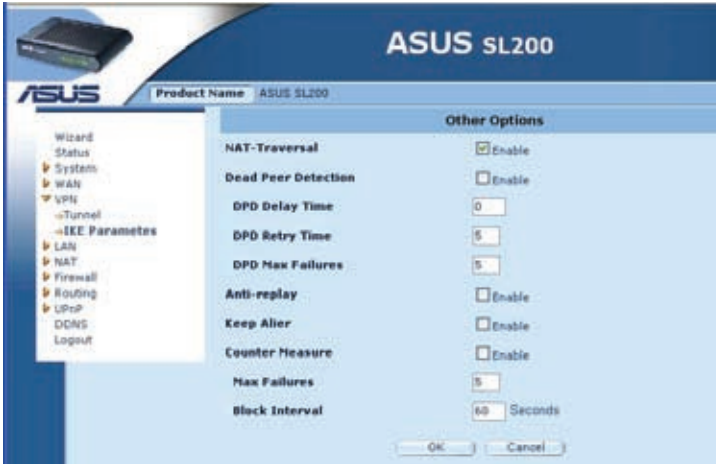 ASUS SL200
ASUS
Product Name ASUS SL200
Wizard
Status
System
WAN
VPN
Tunnel
IKE Parametes
LAN
NAT
Firewall
Routing
UPnP
DDNS
Logout
Other Options
NAT-Traversal Enable
Dead Peer Detection Enable
DPD Delay Time 0
DPD Retry Time 5
DPD Max Failures 5
Anti-replay Enable
Keep Alier Enable
Counter Measure Enable
Max Failures 5
Block Interval 60 Seconds
OK Cancel